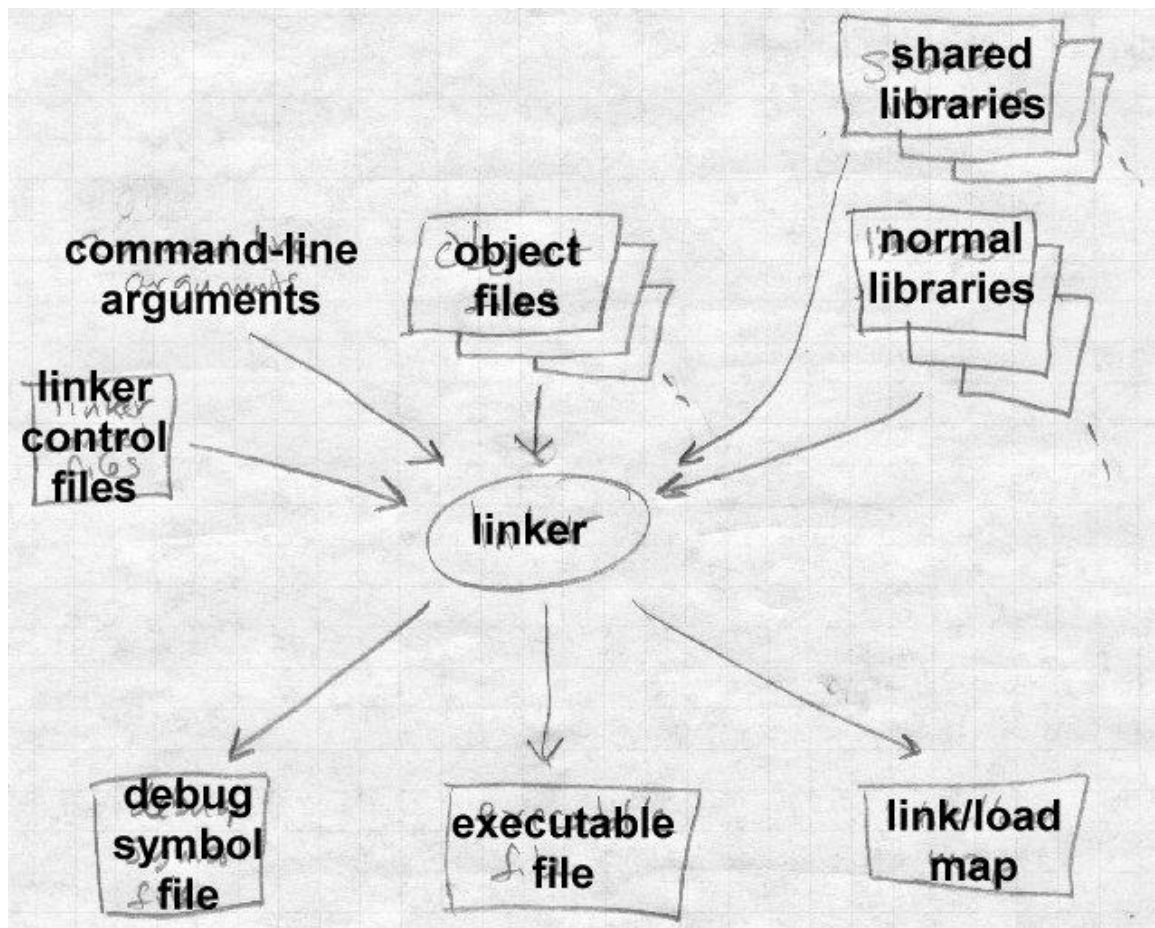 shared
libraries
command-line
arguments
object
files
normal
libraries
linker
control
files
linker
debug
symbol
file
executable
file
link/load
map